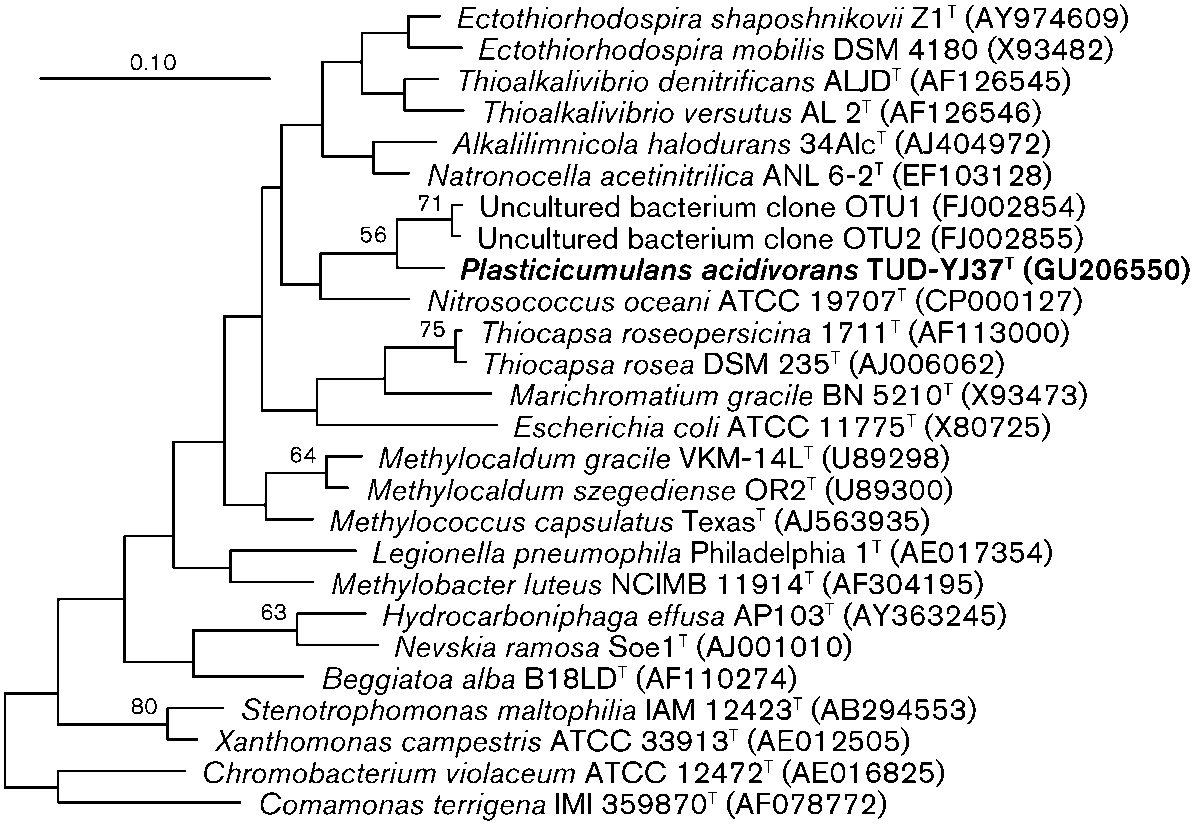 Ectothiorhodospira shaposhnikovii Z1ᵀ (AY974609)
Ectothiorhodospira mobilis DSM 4180 (X93482)
0.10
Thioalkalivibrio denitrificans ALJDᵀ (AF126545)
Thioalkalivibrio versutus AL 2ᵀ (AF126546)
Alkalilimnicola halodurans 34Alcᵀ (AJ404972)
Natronocella acetinitrilica ANL 6-2ᵀ (EF103128)
71 Uncultured bacterium clone OTU1 (FJ002854)
56 Uncultured bacterium clone OTU2 (FJ002855)
Plasticicumulans acidivorans TUD-YJ37ᵀ (GU206550)
Nitrosococcus oceani ATCC 19707ᵀ (CP000127)
75 Thiocapsa roseopersicina 1711ᵀ (AF113000)
Thiocapsa rosea DSM 235ᵀ (AJ006062)
Marichromatium gracile BN 5210ᵀ (X93473)
Escherichia coli ATCC 11775ᵀ (X80725)
64 Methylocaldum gracile VKM-14Lᵀ (U89298)
Methylocaldum szegediense OR2ᵀ (U89300)
Methylococcus capsulatus Texasᵀ (AJ563935)
Legionella pneumophila Philadelphia 1ᵀ (AE017354)
Methylobacter luteus NCIMB 11914ᵀ (AF304195)
63 Hydrocarboniphaga effusa AP103ᵀ (AY363245)
Nevskia ramosa Soe1ᵀ (AJ001010)
Beggiatoa alba B18LDᵀ (AF110274)
80 Stenotrophomonas maltophilia IAM 12423ᵀ (AB294553)
Xanthomonas campestris ATCC 33913ᵀ (AE012505)
Chromobacterium violaceum ATCC 12472ᵀ (AE016825)
Comamonas terrigena IMI 359870ᵀ (AF078772)